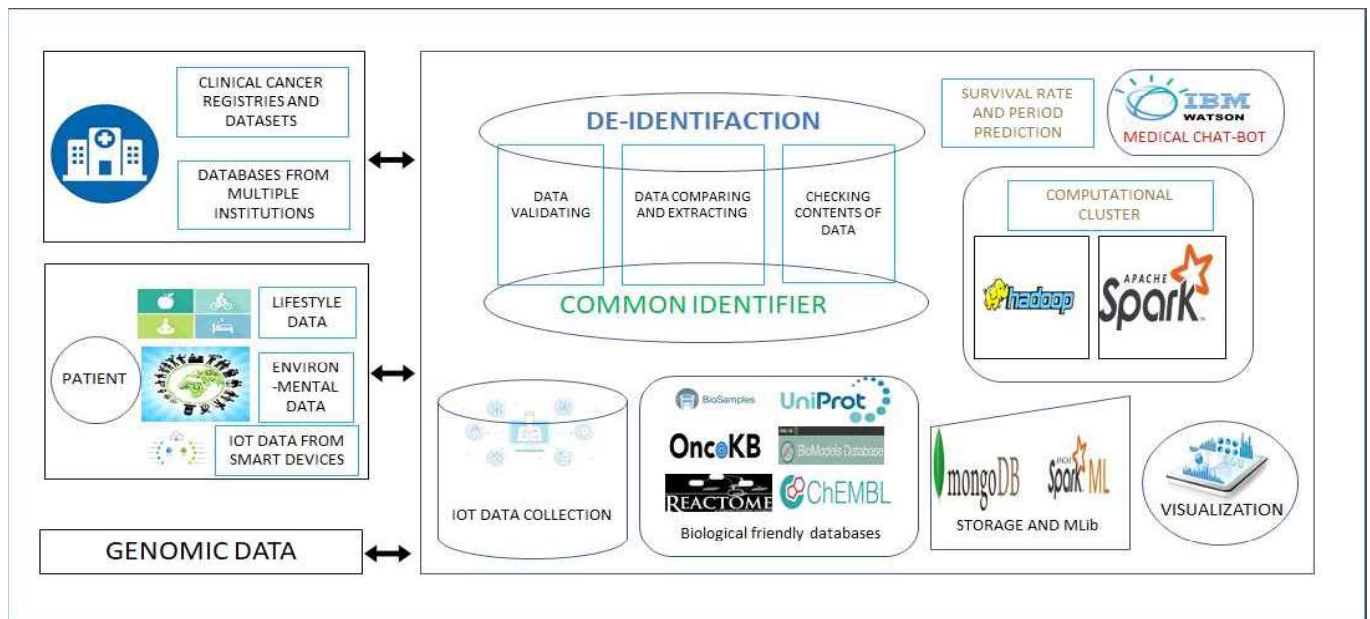 CLINICAL CANCER
REGISTRIES AND
DATASETS
DATABASES FROM
MULTIPLE
INSTITUTIONS
PATIENT
LIFESTYLE
DATA
ENVIRON
-MENTAL
DATA
IOT DATA FROM
SMART DEVICES
GENOMIC DATA
DE-IDENTIFACTION
DATA
VALIDATING
DATA COMPARING
AND EXTRACTING
CHECKING
CONTENTS OF
DATA
COMMON IDENTIFIER
SURVIVAL RATE
AND PERIOD
PREDICTION
IBM
WATSON
MEDICAL CHAT-BOT
COMPUTATIONAL
CLUSTER
hadoop
APACHE
Spark
IOT DATA COLLECTION
BioSamples
UniProt
OncoKB
BioModels Database
REACTOME
ChEMBL
Biological friendly databases
mongoDB
APACHE
Spark ML
STORAGE AND MLib
VISUALIZATION